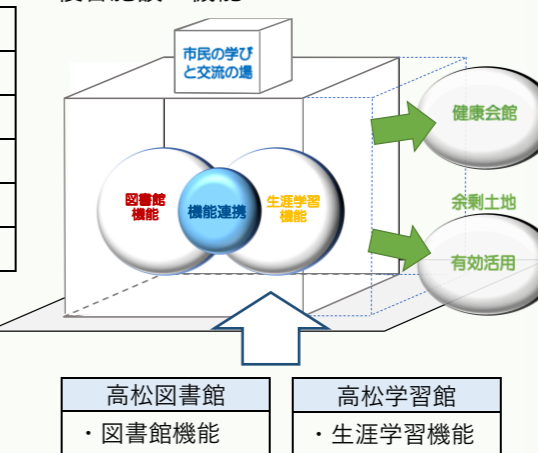 市民の学び
と交流の場
健康会館
図書館
機能
機能連携
生涯学習
機能
余剰土地
有効活用
高松図書館
・図書館機能
高松学習館
・生涯学習機能